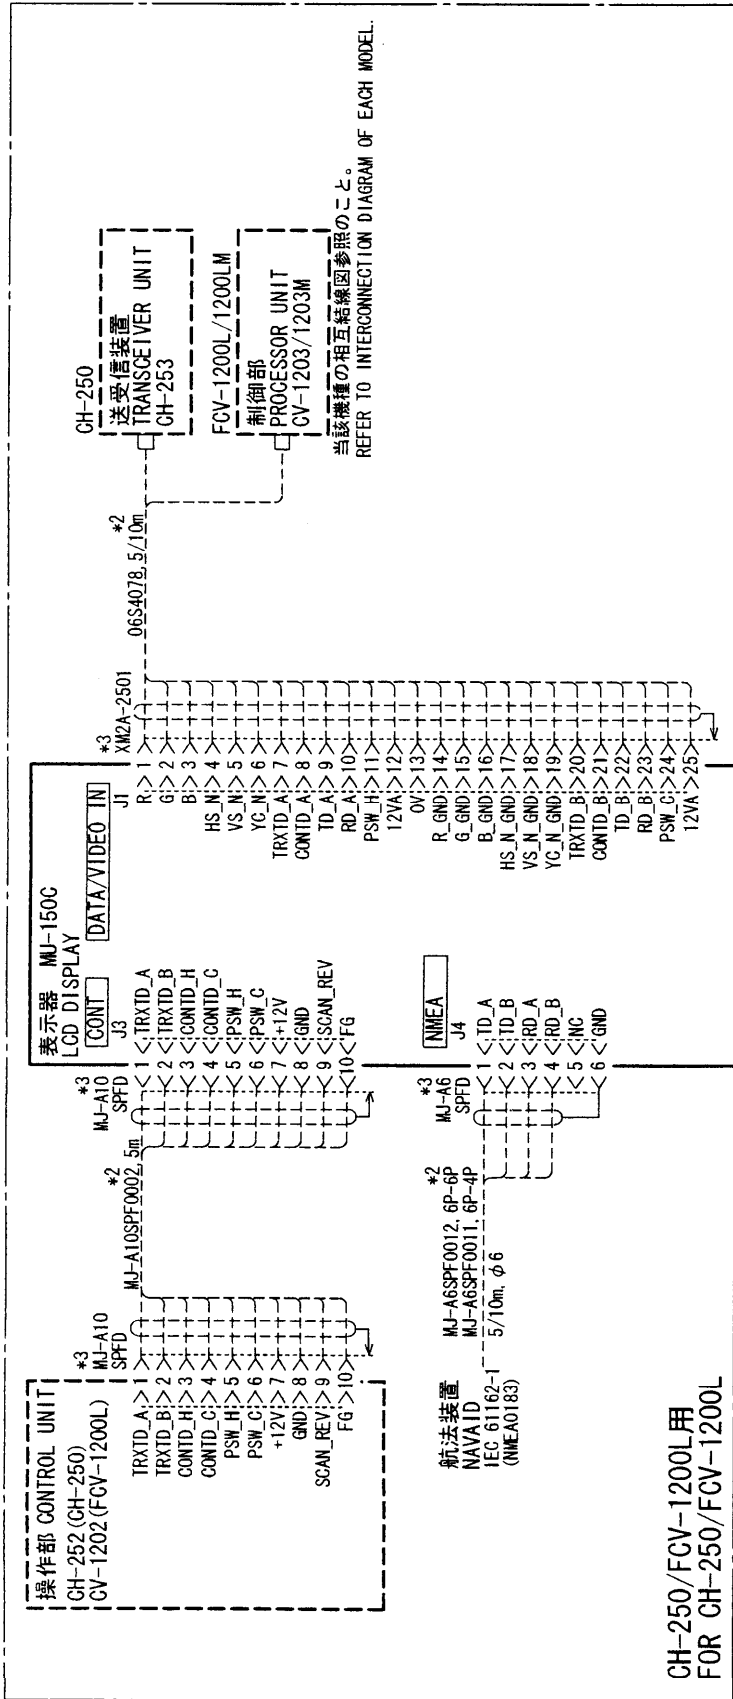 操作部 CONTROL UNIT
CH-252(CH-250)
CV-1202(FCV-1200L)
*3
MJ-A10
SPFD
TRXTD_A 1
TRXTD_B 2
CONTD_H 3
CONTD_C 4
PSW_H 5
PSW_C 6
+12V 7
GND 8
SCAN_REV 9
FG 10
*2
MJ-A10SPF0002, 5m
表示器 MU-150C
LCD DISPLAY
CONT
J3
*3
MJ-A10
SPFD
1 TRXTD_A
2 TRXTD_B
3 CONTD_H
4 CONTD_C
5 PSW_H
6 PSW_C
7 +12V
8 GND
9 SCAN_REV
10 FG
DATA/VIDEO IN
J1
*3
XM2A-2501
R 1
G 2
B 3
HS_N 4
VS_N 5
YC_N 6
TRXTD_A 7
CONTD_A 8
TD_A 9
RD_A 10
PSW_H 11
12VA 12
0V 13
R_GND 14
G_GND 15
B_GND 16
HS_N_GND 17
VS_N_GND 18
YC_N_GND 19
TRXTD_B 20
CONTD_B 21
TD_B 22
RD_B 23
PSW_C 24
12VA 25
06S4078, 5/10m
*2
CH-250
送受信装置
TRANSCEIVER UNIT
CH-253
FCV-1200L/1200LM
制御部
PROCESSOR UNIT
CV-1203/1203M
当該機種の相互結線図参照のこと。
REFER TO INTERCONNECTION DIAGRAM OF EACH MODEL.
航法装置
NAVAID
IEC 61162-1
(NMEA0183)
*2
MJ-A6SPF0012, 6P-6P
MJ-A6SPF0011, 6P-4P
5/10m, φ6
*3
MJ-A6
SPFD
NMEA
J4
1 TD_A
2 TD_B
3 RD_A
4 RD_B
5 NC
6 GND
CH-250/FCV-1200L用
FOR CH-250/FCV-1200L